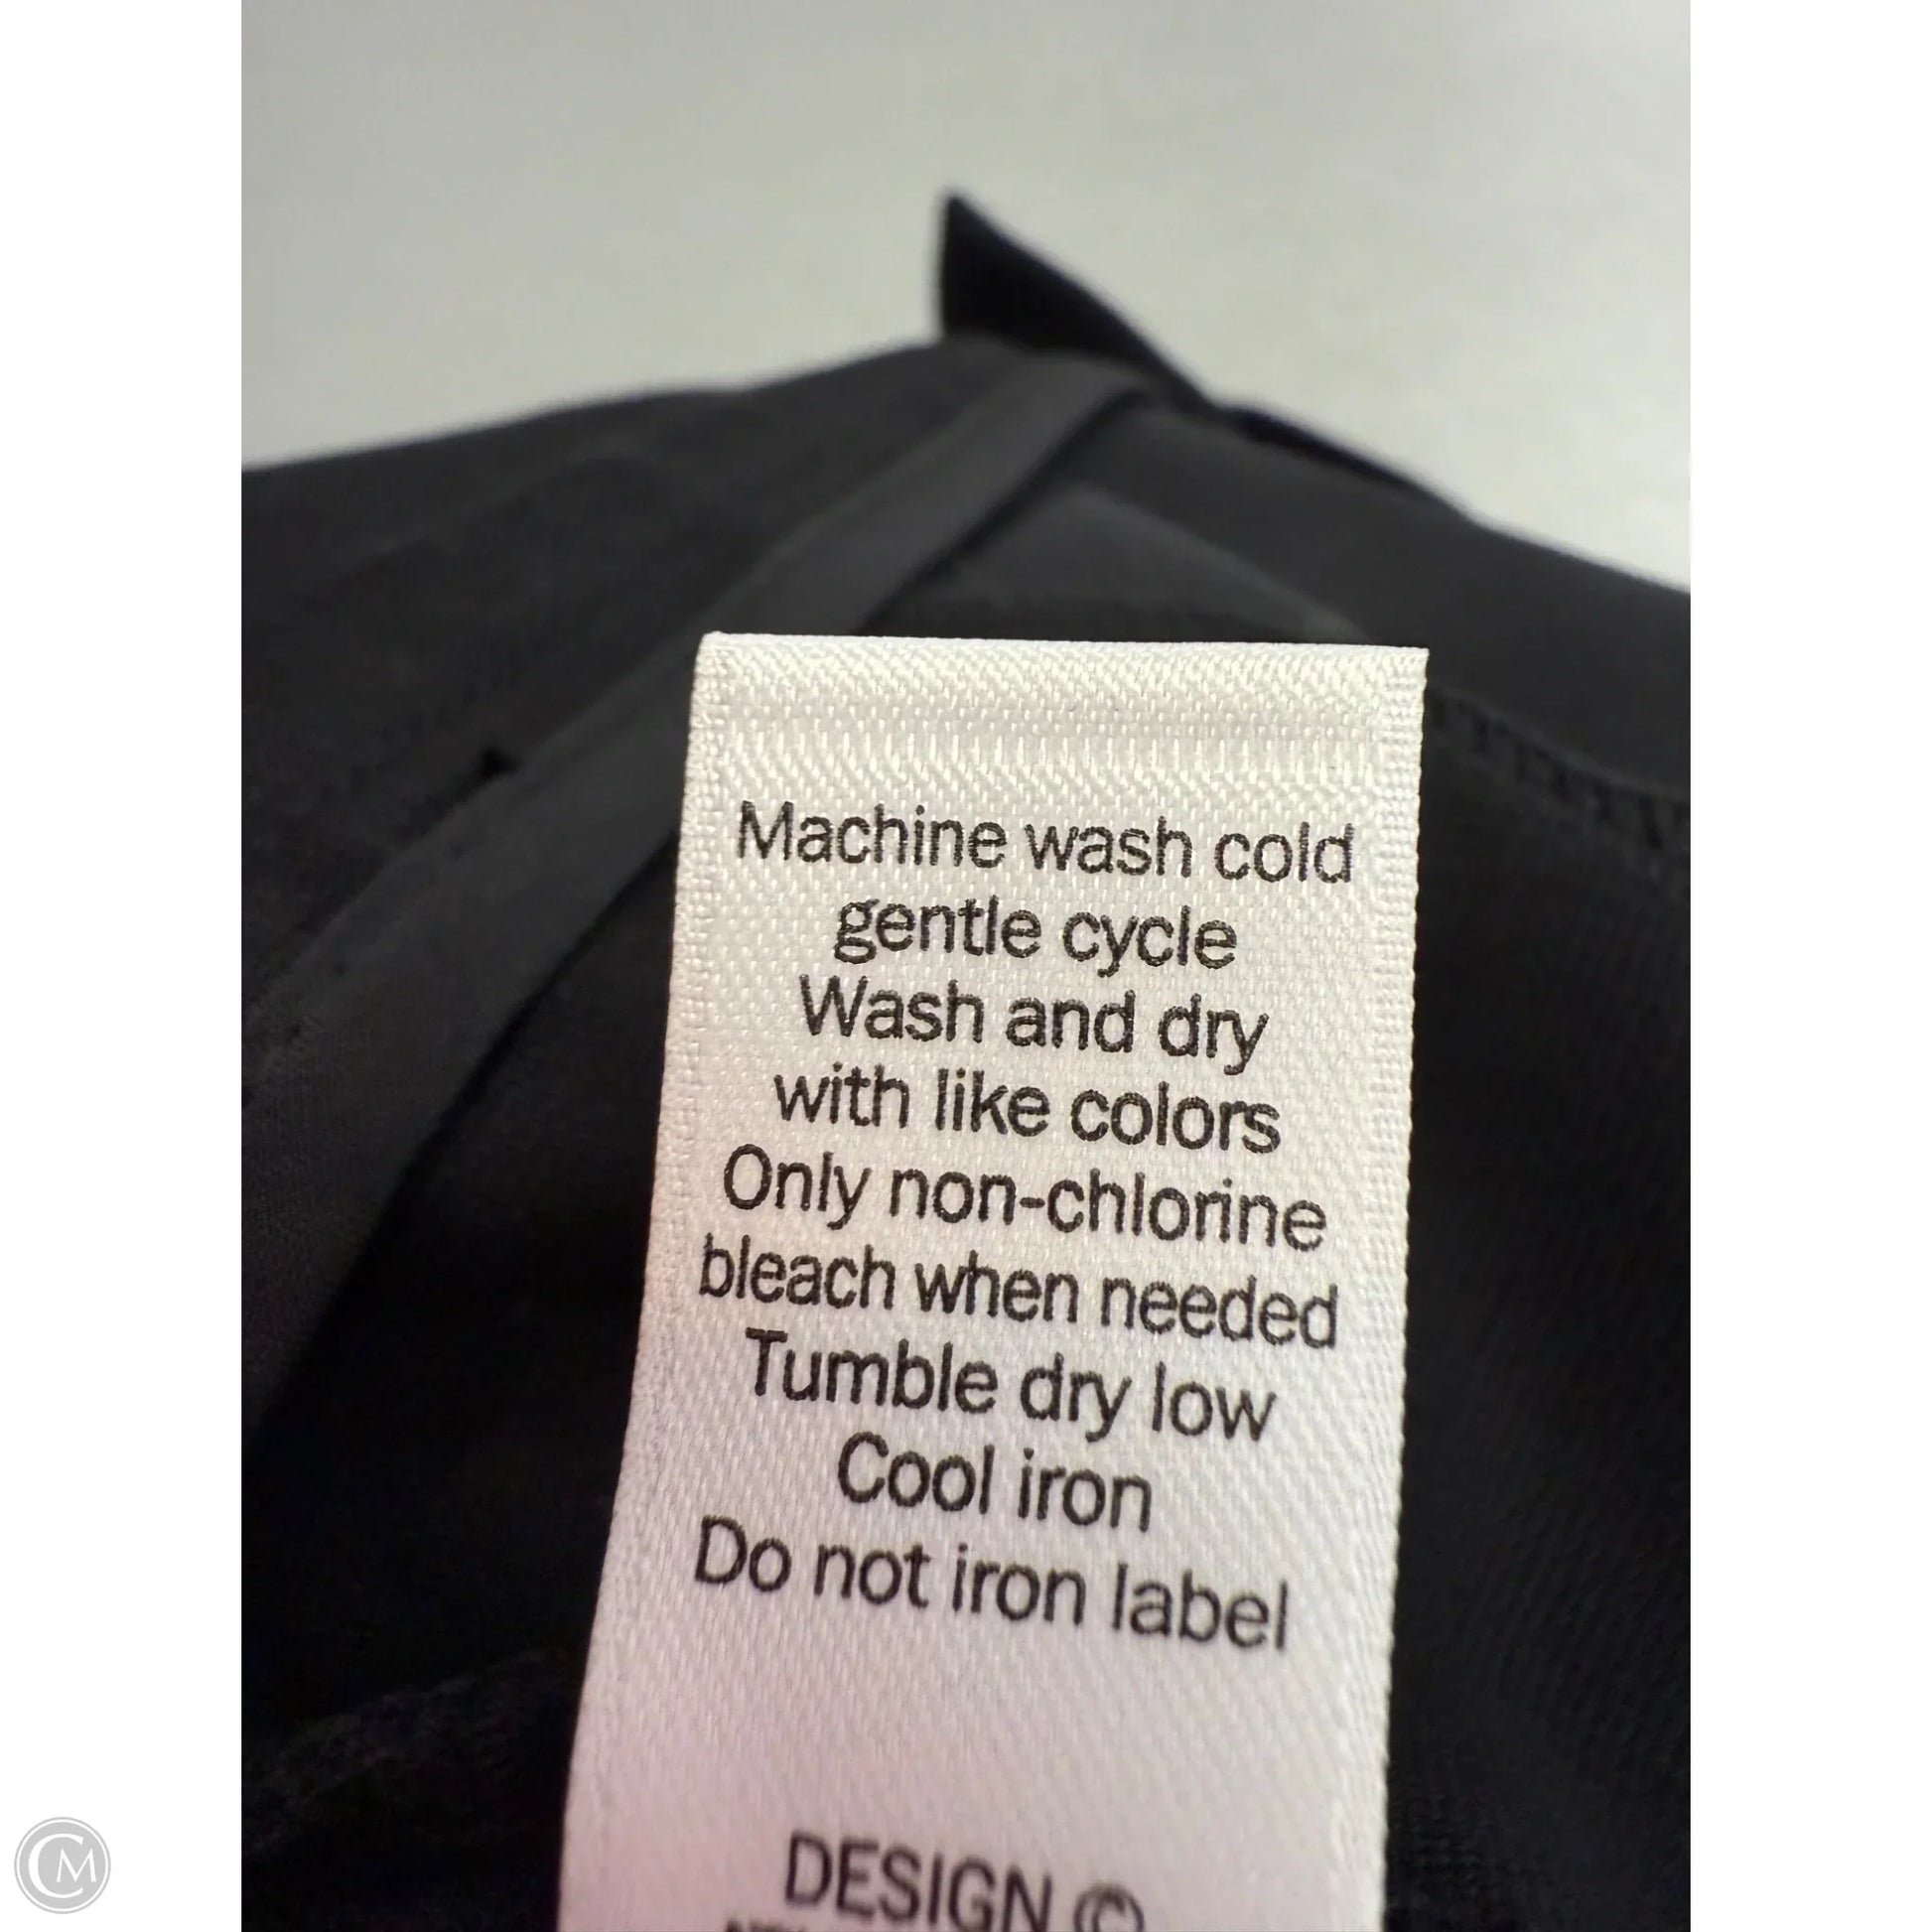 Machine wash cold
gentle cycle
Wash and dry
with like colors
Only non-chlorine
bleach when needed
Tumble dry low
Cool iron
Do not iron label
DESIGN ©
CM